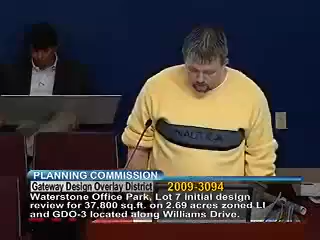 NAUTICA
PLANNING COMMISSION
Gateway Design Overlay District
2009-3094
Waterstone Office Park, Lot 7 initial design
review for 37,800 sq.ft. on 2.69 acres zoned LI
and GDO-3 located along Williams Drive.